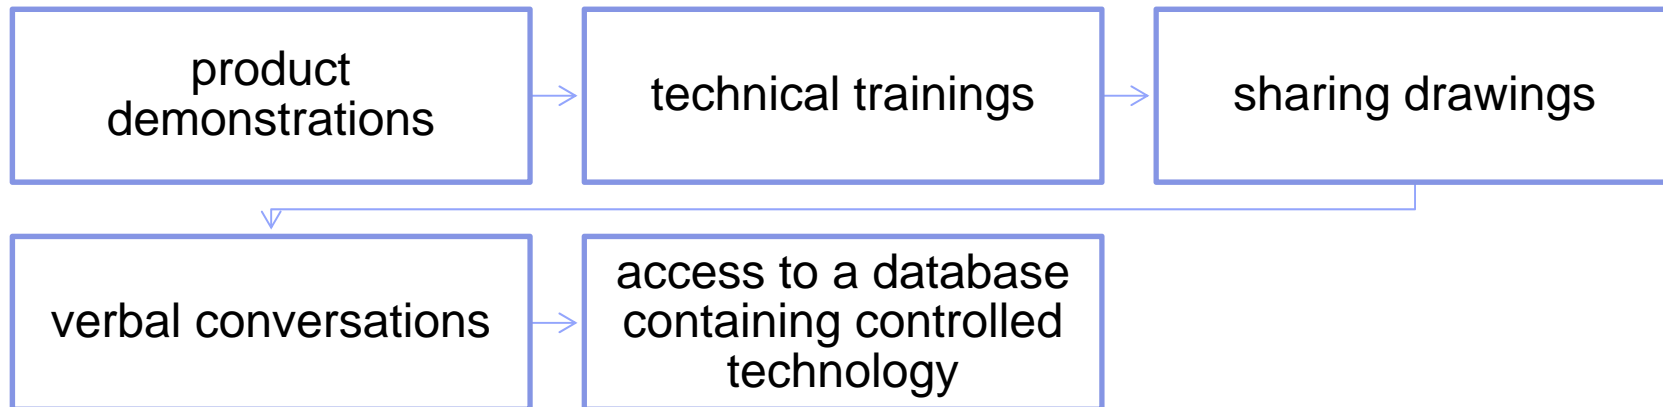 product
demonstrations
technical trainings
sharing drawings
verbal conversations
access to a database
containing controlled
technology